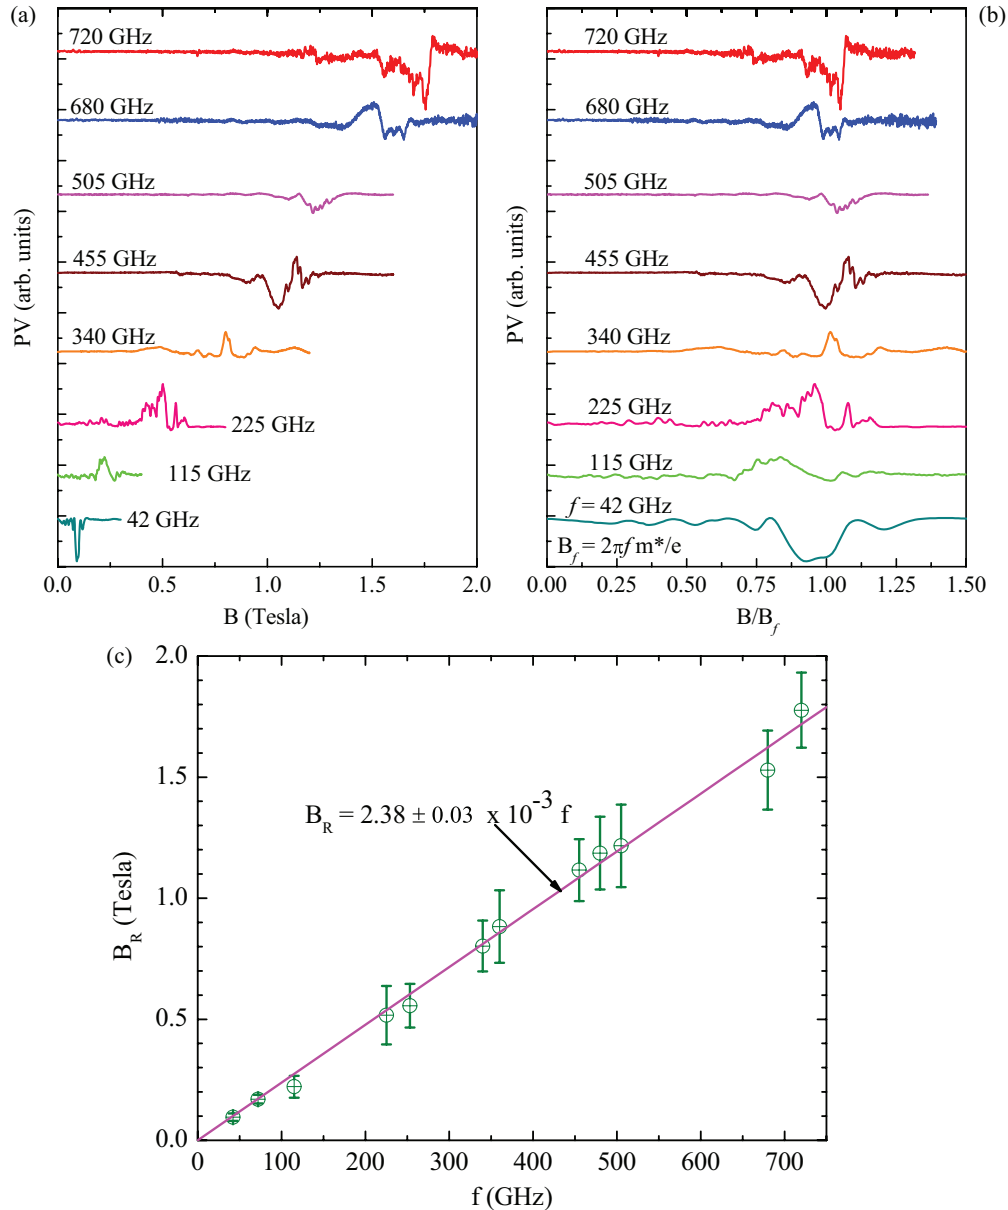 (a)
720 GHz
680 GHz
505 GHz
455 GHz
340 GHz
225 GHz
115 GHz
42 GHz
PV (arb. units)
0.0 0.5 1.0 1.5 2.0
B (Tesla)
(b)
720 GHz
680 GHz
505 GHz
455 GHz
340 GHz
225 GHz
115 GHz
f = 42 GHz
B_f = 2πf m*/e
PV (arb. units)
0.00 0.25 0.50 0.75 1.00 1.25 1.50
B/B_f
(c)
2.0
1.5
1.0
0.5
0.0
B_R (Tesla)
B_R = 2.38 ± 0.03 x 10^-3 f
0 100 200 300 400 500 600 700
f (GHz)